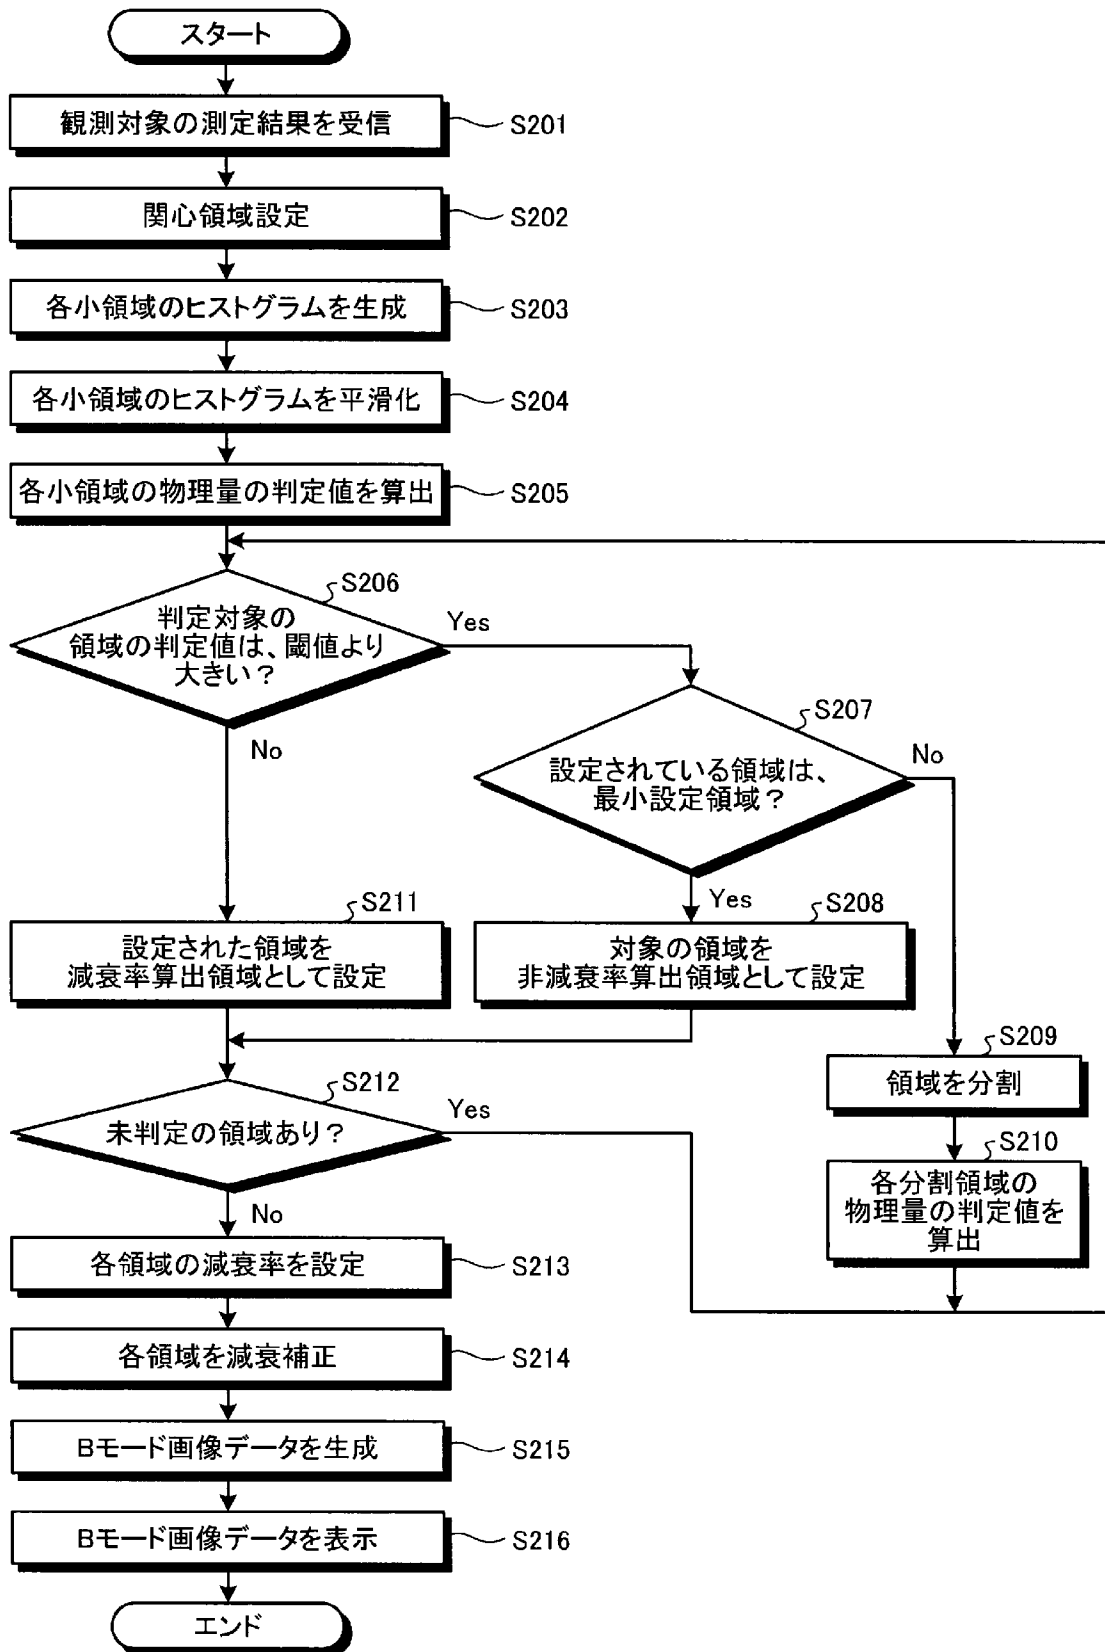 スタート
観測対象の測定結果を受信
S201
関心領域設定
S202
各小領域のヒストグラムを生成
S203
各小領域のヒストグラムを平滑化
S204
各小領域の物理量の判定値を算出
S205
S206
判定対象の
領域の判定値は、閾値より
大きい?
Yes
No
S207
設定されている領域は、
最小設定領域?
No
Yes
S211
設定された領域を
減衰率算出領域として設定
S208
対象の領域を
非減衰率算出領域として設定
S209
領域を分割
S210
各分割領域の
物理量の判定値を
算出
S212
未判定の領域あり?
Yes
No
各領域の減衰率を設定
S213
各領域を減衰補正
S214
Bモード画像データを生成
S215
Bモード画像データを表示
S216
エンド